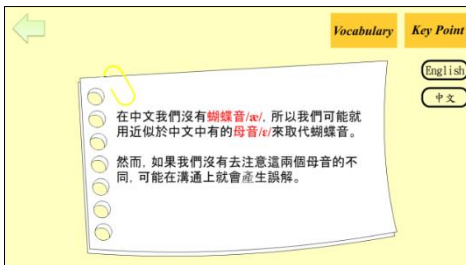 Vocabulary
Key Point
English
中文
在中文我們沒有蝴蝶音/æ/, 所以我們可能就
用近似於中文中有的母音/ɛ/來取代蝴蝶音。
然而, 如果我們沒有去注意這兩個母音的不
同, 可能在溝通上就會產生誤解。